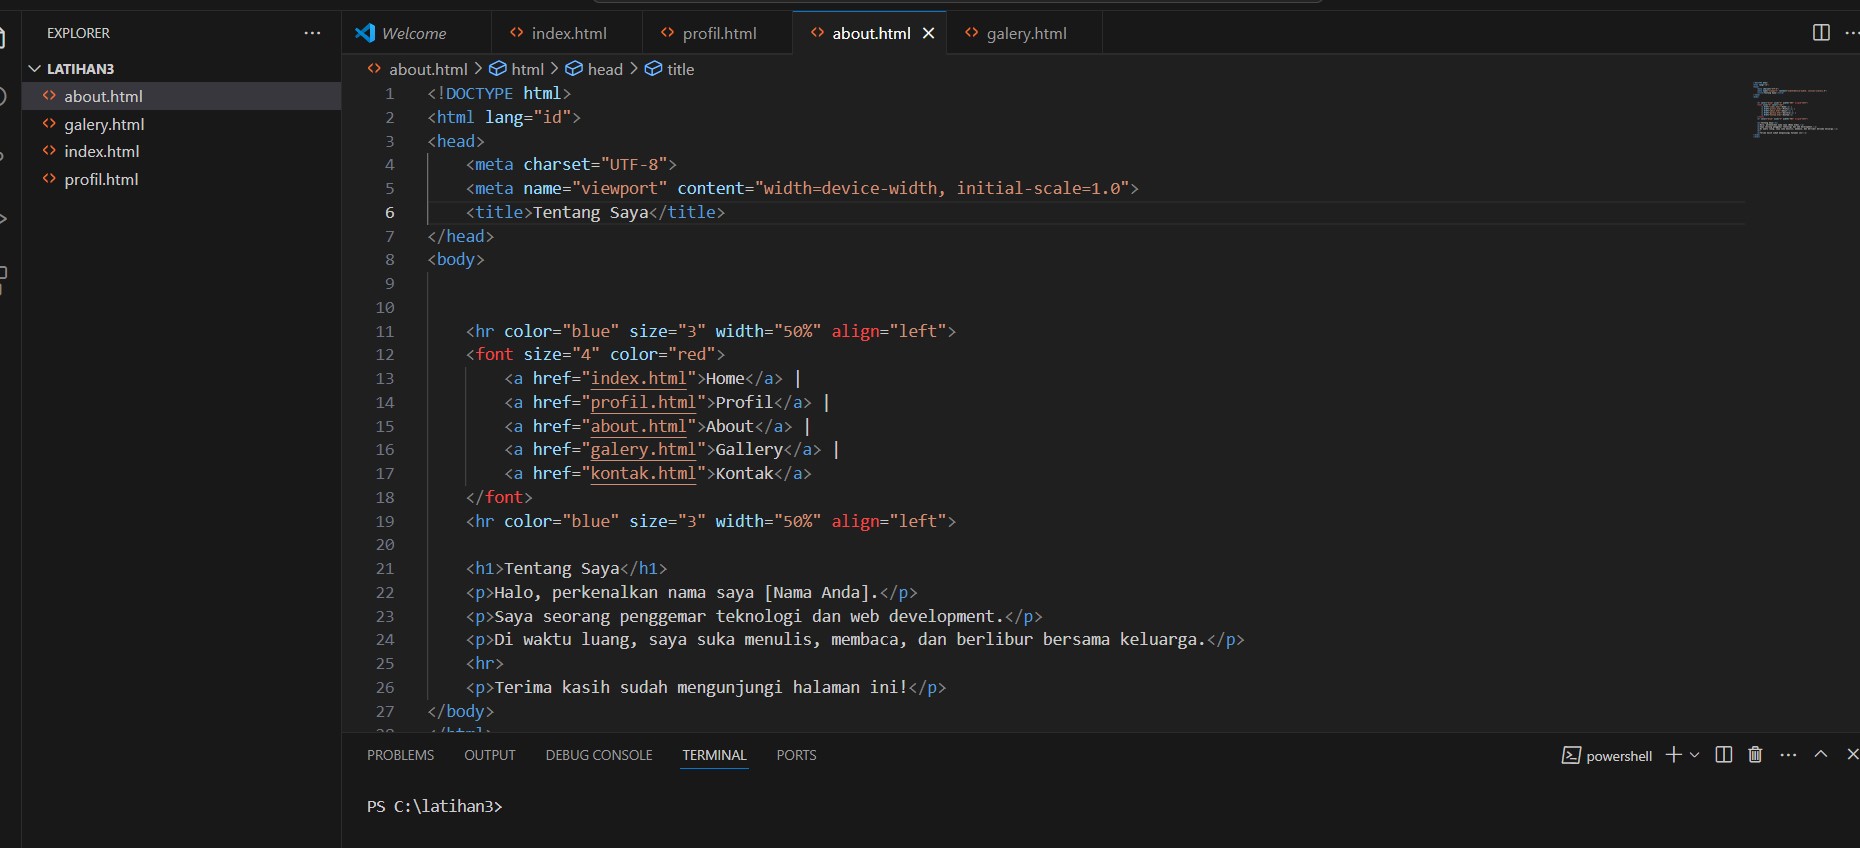 EXPLORER
LATIHAN3
about.html
galery.html
index.html
profil.html
Welcome
index.html
profil.html
about.html
galery.html
about.html > html > head > title
1 <!DOCTYPE html>
2 <html lang="id">
3 <head>
4 <meta charset="UTF-8">
5 <meta name="viewport" content="width=device-width, initial-scale=1.0">
6 <title>Tentang Saya</title>
7 </head>
8 <body>
9
10
11 <hr color="blue" size="3" width="50%" align="left">
12 <font size="4" color="red">
13 <a href="index.html">Home</a> |
14 <a href="profil.html">Profil</a> |
15 <a href="about.html">About</a> |
16 <a href="galery.html">Gallery</a> |
17 <a href="kontak.html">Kontak</a>
18 </font>
19 <hr color="blue" size="3" width="50%" align="left">
20
21 <h1>Tentang Saya</h1>
22 <p>Halo, perkenalkan nama saya [Nama Anda].</p>
23 <p>Saya seorang penggemar teknologi dan web development.</p>
24 <p>Di waktu luang, saya suka menulis, membaca, dan berlibur bersama keluarga.</p>
25 <hr>
26 <p>Terima kasih sudah mengunjungi halaman ini!</p>
27 </body>
28 </html>
PROBLEMS
OUTPUT
DEBUG CONSOLE
TERMINAL
PORTS
powershell
PS C:\latihan3>